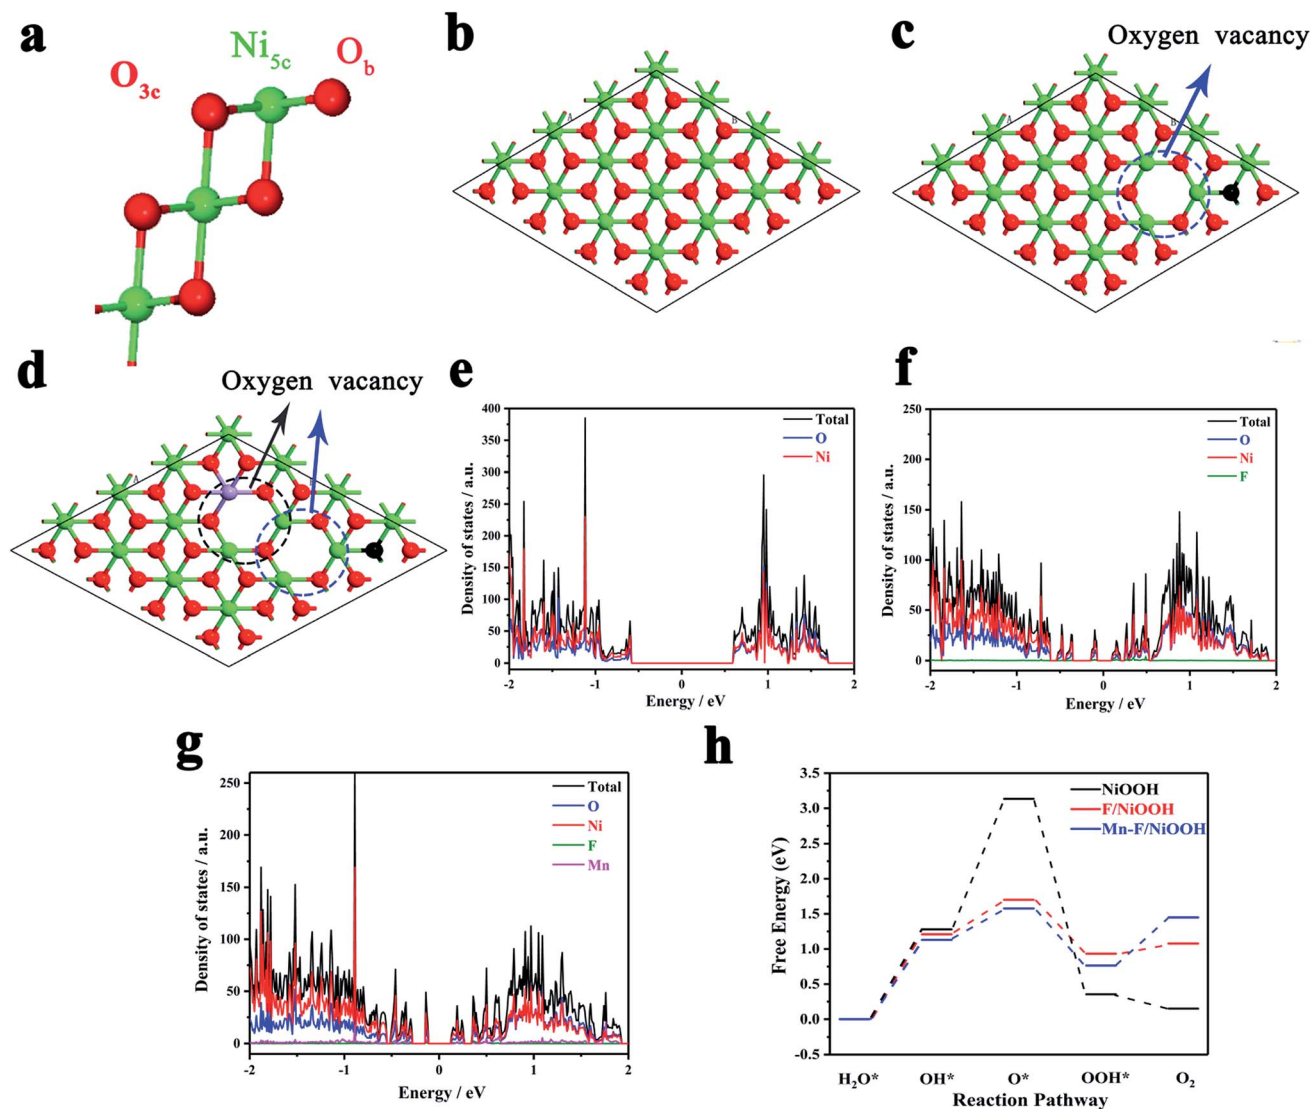 a
O3c
Ni5c
Ob
b
A
B
c
Oxygen vacancy
A
B
d
Oxygen vacancy
A
e
400
350
300
250
200
150
100
50
0
Density of states / a.u.
Total
O
Ni
-2
-1
0
1
2
Energy / eV
f
250
200
150
100
50
0
Density of states / a.u.
Total
O
Ni
F
-2
-1
0
1
2
Energy / eV
g
250
200
150
100
50
0
Density of states / a.u.
Total
O
Ni
F
Mn
-2
-1
0
1
2
Energy / eV
h
3.5
3.0
2.5
2.0
1.5
1.0
0.5
0.0
-0.5
Free Energy (eV)
NiOOH
F/NiOOH
Mn-F/NiOOH
H2O*
OH*
O*
OOH*
O2
Reaction Pathway